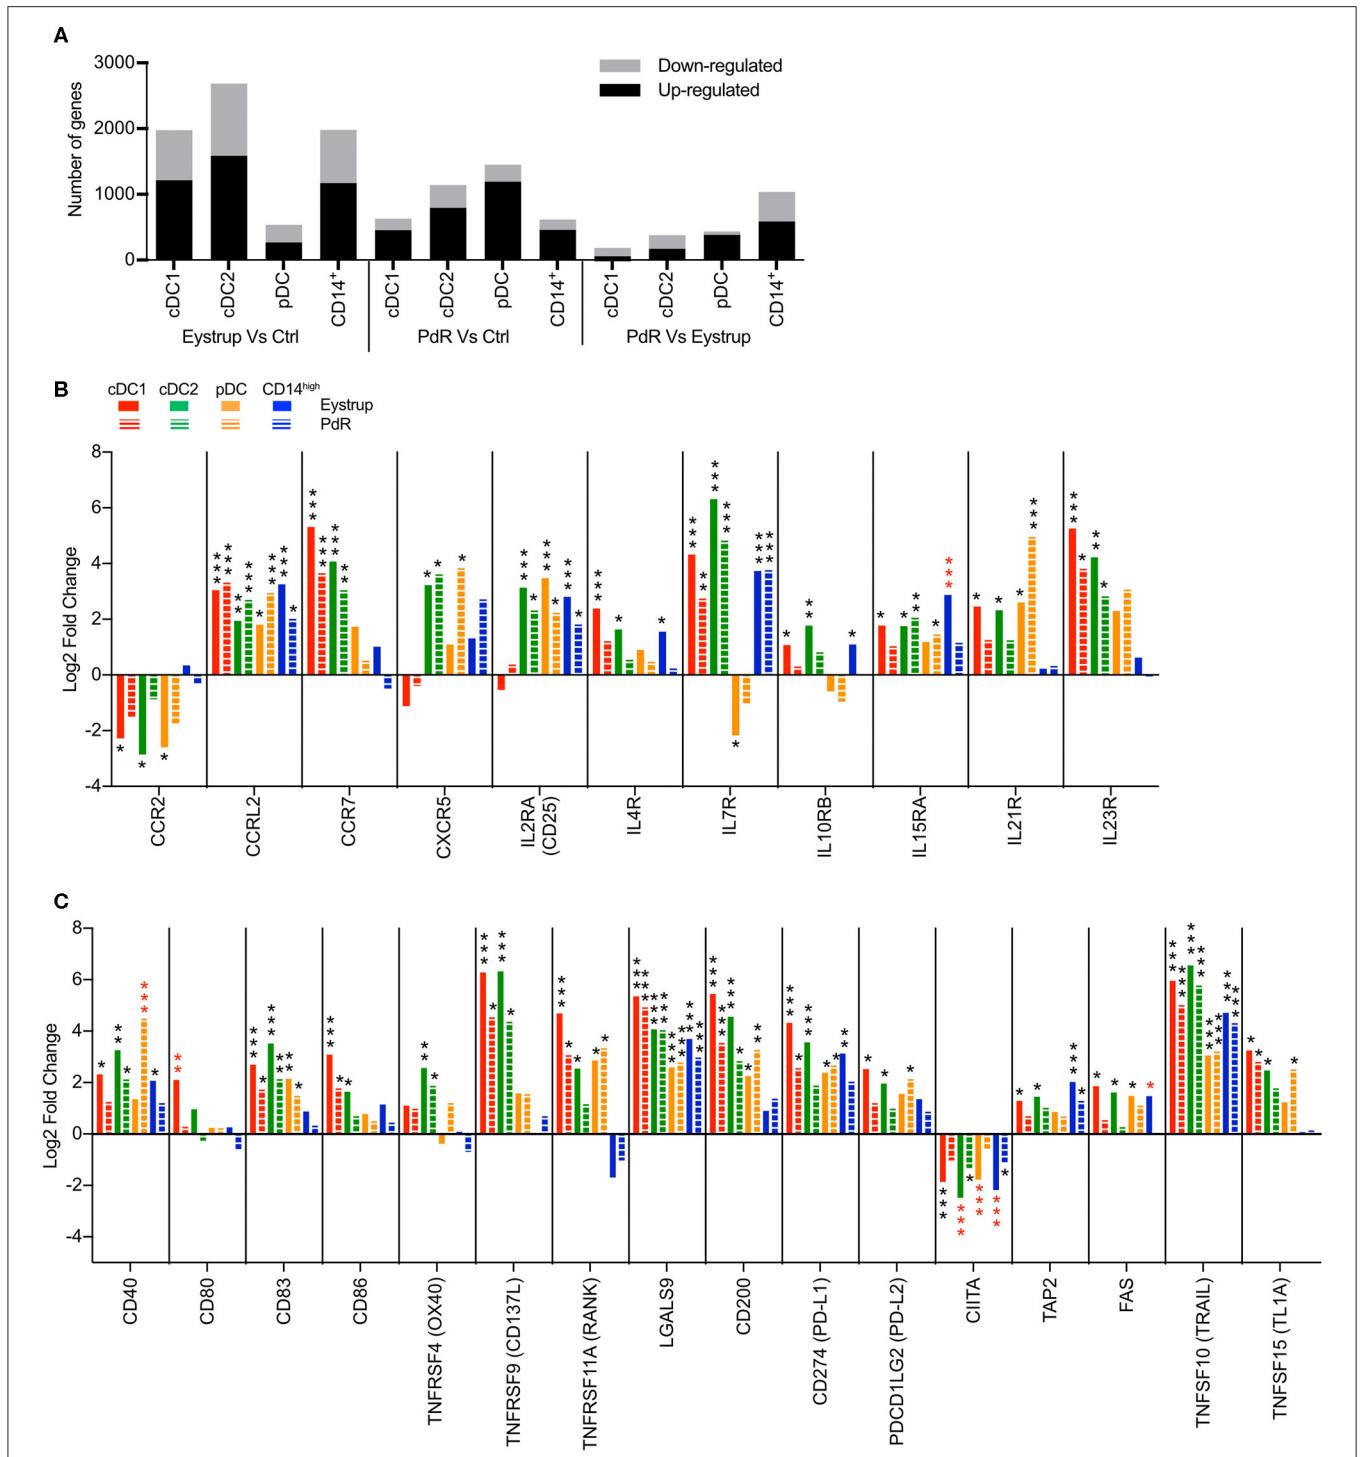 A
3000
2000
1000
0
Number of genes
Down-regulated
Up-regulated
cDC1 cDC2 pDC CD14+ cDC1 cDC2 pDC CD14+ cDC1 cDC2 pDC CD14+
Eystrup Vs Ctrl PdR Vs Ctrl PdR Vs Eystrup
B
cDC1 cDC2 pDC CD14high
Eystrup
PdR
8
6
4
2
0
-2
-4
Log2 Fold Change
CCR2 CCRL2 CCR7 CXCR5 IL2RA (CD25) IL4R IL7R IL10RB IL15RA IL21R IL23R
C
8
6
4
2
0
-2
-4
Log2 Fold Change
CD40 CD80 CD83 CD86 TNFRSF4 (OX40) TNFRSF9 (CD137L) TNFRSF11A (RANK) LGALS9 CD200 CD274 (PD-L1) PDCD1LG2 (PD-L2) CIITA TAP2 FAS TNFSF10 (TRAIL) TNFSF15 (TL1A)